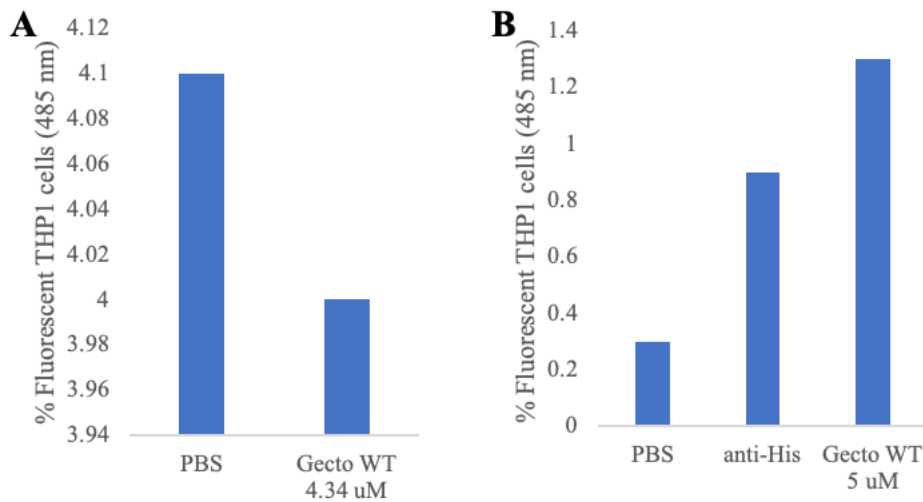 A
% Fluorescent THP1 cells (485 nm)
4.12
4.1
4.08
4.06
4.04
4.02
4
3.98
3.96
3.94
PBS
Gecto WT
4.34 uM
B
% Fluorescent THP1 cells (485 nm)
1.4
1.2
1
0.8
0.6
0.4
0.2
0
PBS
anti-His
Gecto WT
5 uM